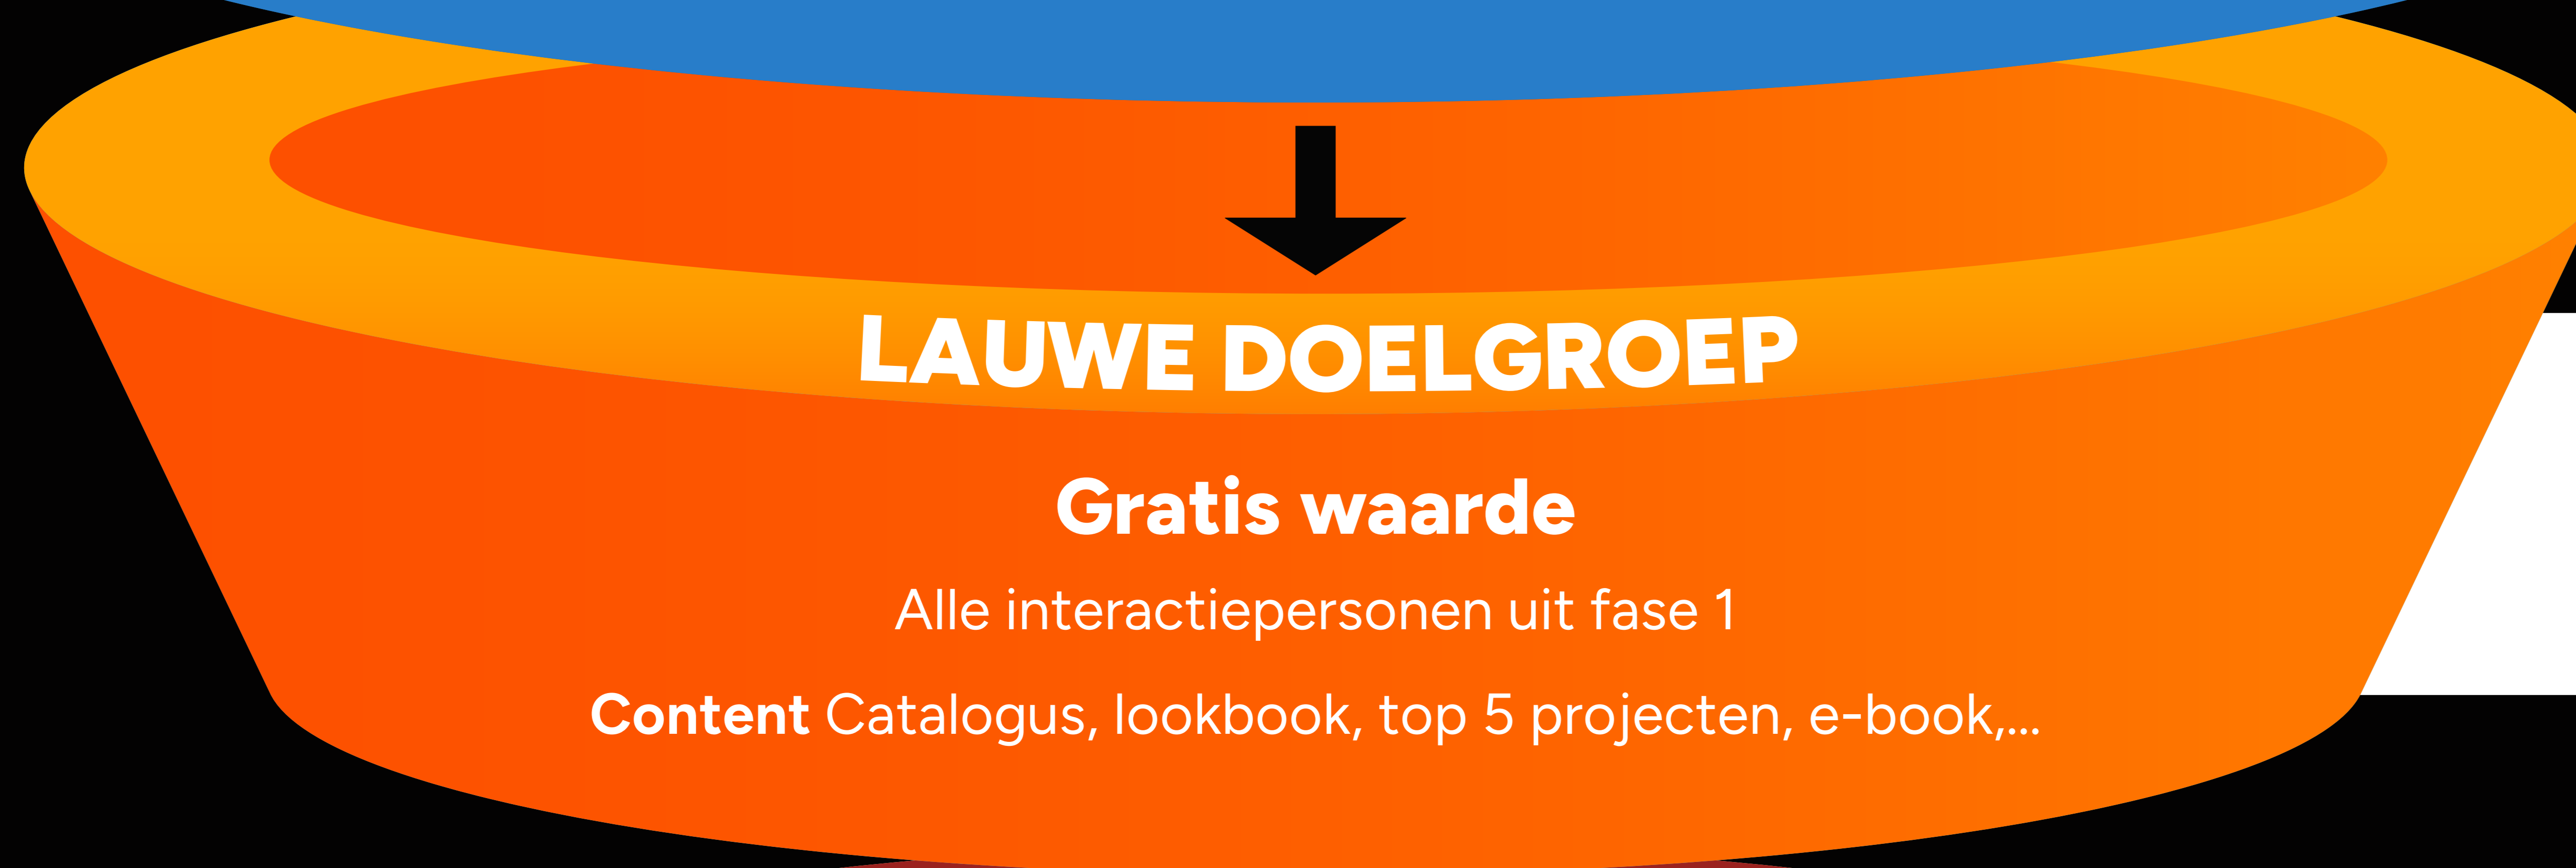 LAUWE DOELGROEP
Gratis waarde
Alle interactiepersonen uit fase 1
Content Catalogus, lookbook, top 5 projecten, e-book,...